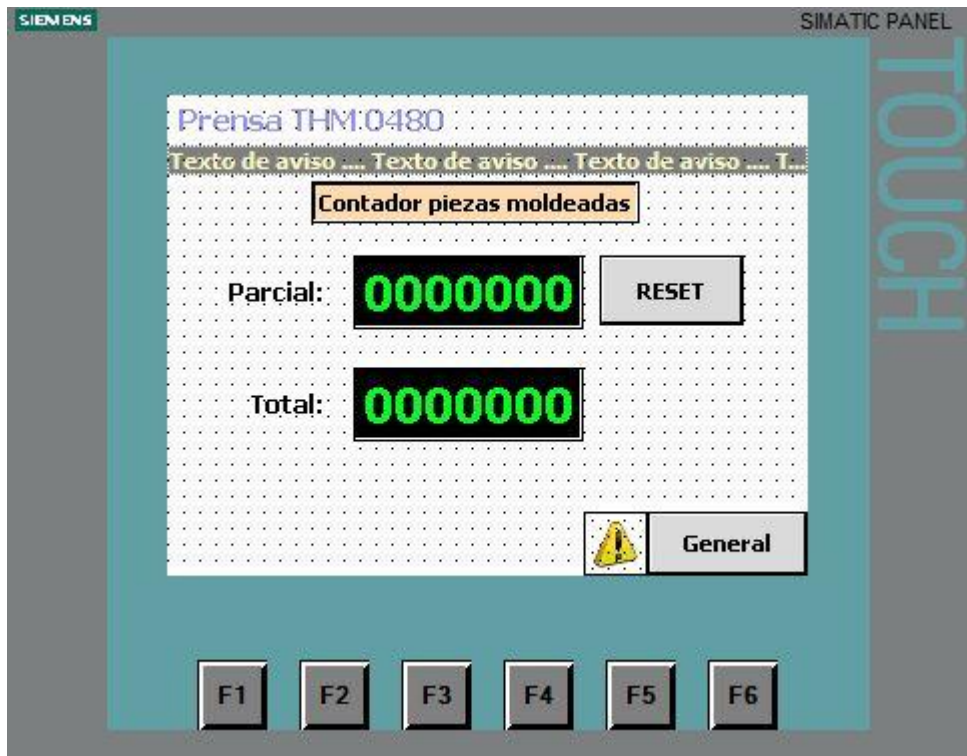 SIEMENS
SIMATIC PANEL
TOUCH
Prensa THM.0480
Texto de aviso .... Texto de aviso .... Texto de aviso .... T...
Contador piezas moldeadas
Parcial: 0000000 RESET
Total: 0000000
General
F1 F2 F3 F4 F5 F6